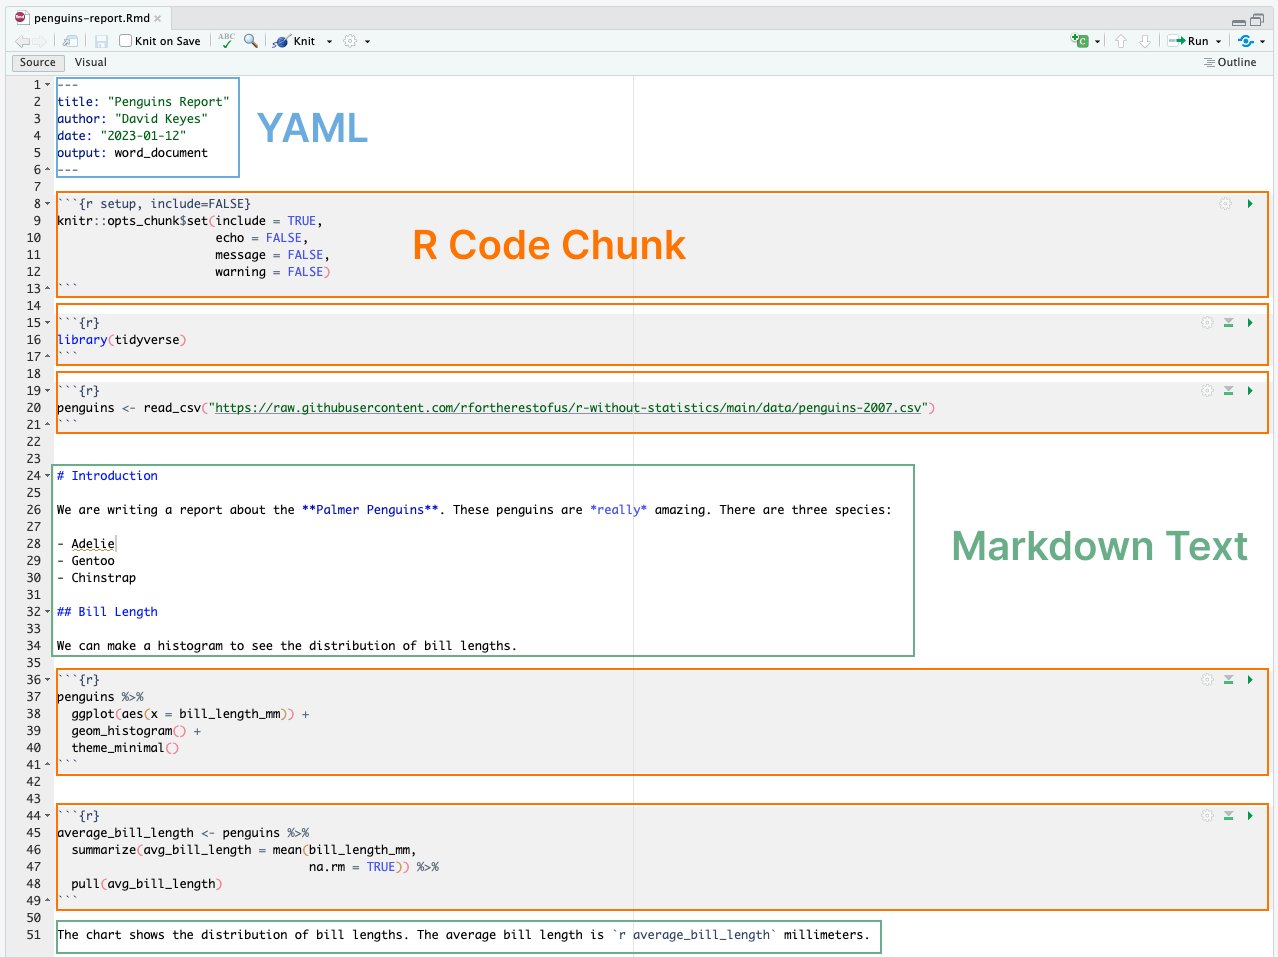 penguins-report.Rmd
Knit on Save
ABC
Knit
Run
Source
Visual
Outline
1 ---
2 title: "Penguins Report"
3 author: "David Keyes"
4 date: "2023-01-12"
5 output: word_document
6 ---
YAML
7
8 ```{r setup, include=FALSE}
9 knitr::opts_chunk$set(include = TRUE,
10                       echo = FALSE,
11                       message = FALSE,
12                       warning = FALSE)
13 ```
R Code Chunk
14
15 ```{r}
16 library(tidyverse)
17 ```
18
19 ```{r}
20 penguins <- read_csv("https://raw.githubusercontent.com/rfortherestofus/r-without-statistics/main/data/penguins-2007.csv")
21 ```
22
23
24 # Introduction
25
26 We are writing a report about the **Palmer Penguins**. These penguins are *really* amazing. There are three species:
27
28 - Adelie
29 - Gentoo
30 - Chinstrap
31
32 ## Bill Length
33
34 We can make a histogram to see the distribution of bill lengths.
Markdown Text
35
36 ```{r}
37 penguins %>%
38   ggplot(aes(x = bill_length_mm)) +
39   geom_histogram() +
40   theme_minimal()
41 ```
42
43
44 ```{r}
45 average_bill_length <- penguins %>%
46   summarize(avg_bill_length = mean(bill_length_mm,
47                                    na.rm = TRUE)) %>%
48   pull(avg_bill_length)
49 ```
50
51 The chart shows the distribution of bill lengths. The average bill length is `r average_bill_length` millimeters.